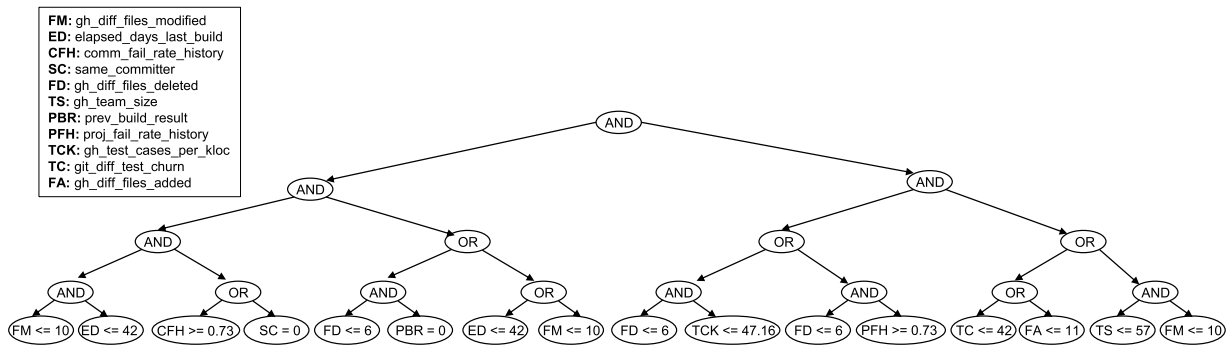 FM: gh_diff_files_modified
ED: elapsed_days_last_build
CFH: comm_fail_rate_history
SC: same_committer
FD: gh_diff_files_deleted
TS: gh_team_size
PBR: prev_build_result
PFH: proj_fail_rate_history
TCK: gh_test_cases_per_kloc
TC: git_diff_test_churn
FA: gh_diff_files_added
AND
AND AND
AND OR OR OR
AND OR AND OR AND AND OR AND
FM <= 10 ED <= 42 CFH >= 0.73 SC = 0 FD <= 6 PBR = 0 ED <= 42 FM <= 10 FD <= 6 TCK <= 47.16 FD <= 6 PFH >= 0.73 TC <= 42 FA <= 11 TS <= 57 FM <= 10